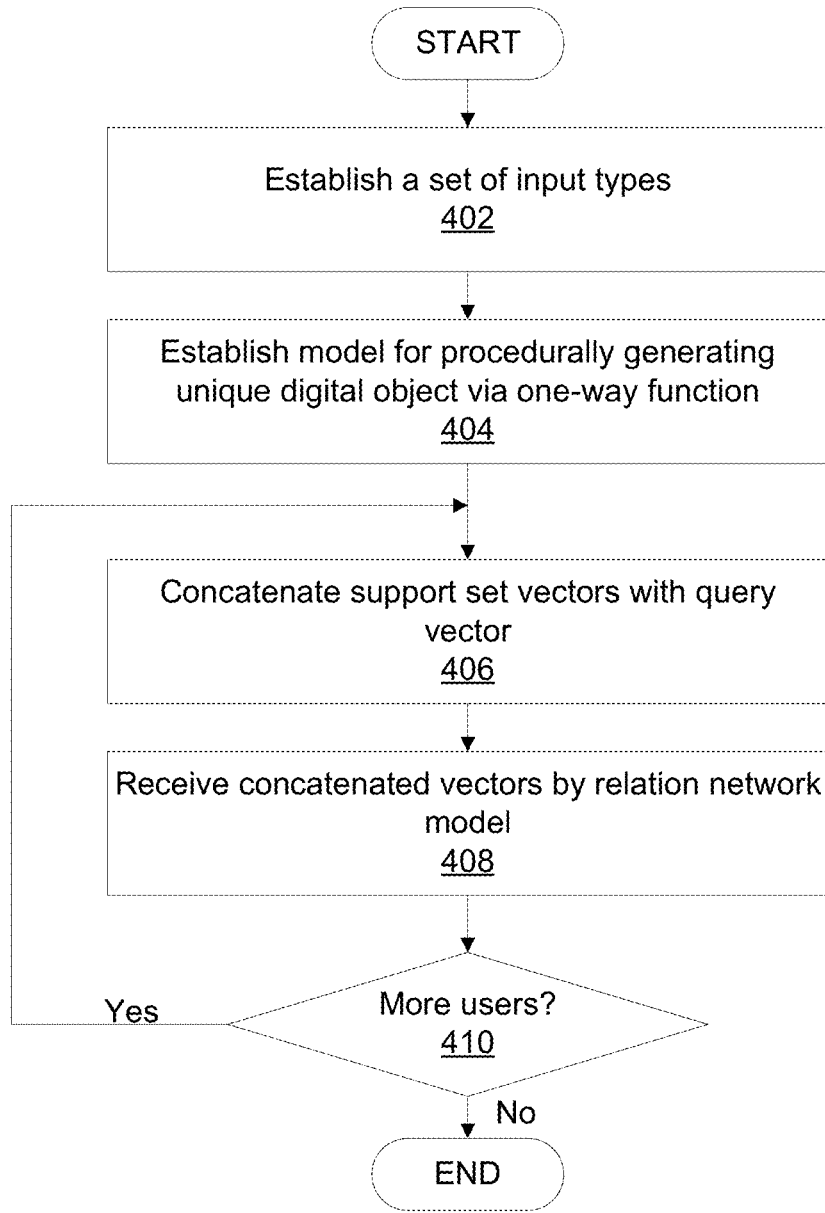 START
Establish a set of input types
402
Establish model for procedurally generating
unique digital object via one-way function
404
Concatenate support set vectors with query
vector
406
Receive concatenated vectors by relation network
model
408
More users?
410
Yes
No
END